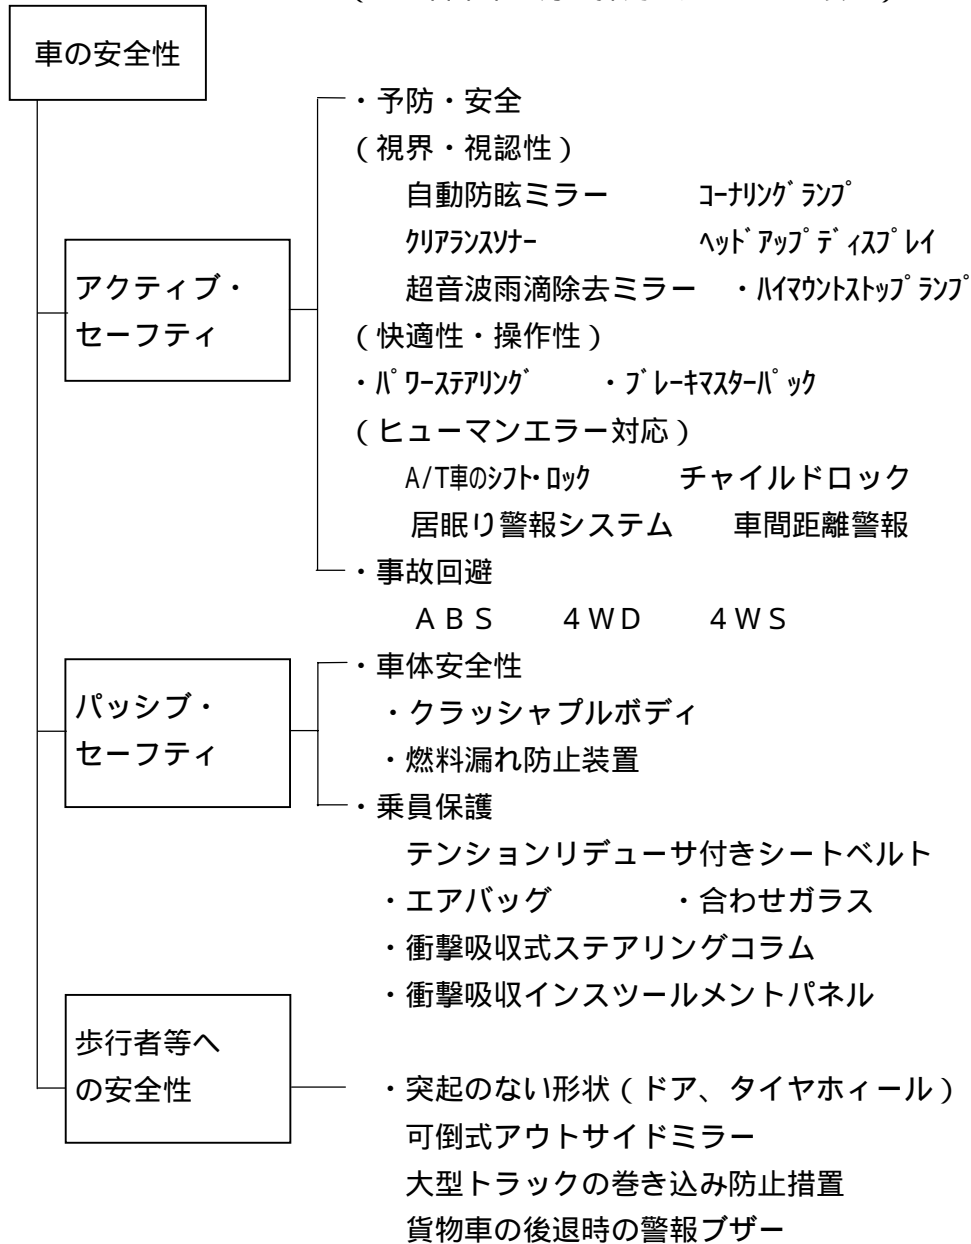 車の安全性
・予防・安全
（視界・視認性）
自動防眩ミラー　ｺｰﾅﾘﾝｸﾞﾗﾝﾌﾟ
ｸﾘｱﾗﾝｽｿﾅｰ　ﾍｯﾄﾞｱｯﾌﾟﾃﾞｨｽﾌﾟﾚｲ
超音波雨滴除去ミラー　・ﾊｲﾏｳﾝﾄｽﾄｯﾌﾟﾗﾝﾌﾟ
アクティブ・
セーフティ
（快適性・操作性）
・ﾊﾟﾜｰｽﾃｱﾘﾝｸﾞ　・ﾌﾞﾚｰｷﾏｽﾀｰﾊﾟｯｸ
（ヒューマンエラー対応）
A/T車のｼﾌﾄ･ﾛｯｸ　チャイルドロック
居眠り警報システム　車間距離警報
・事故回避
ＡＢＳ　４ＷＤ　４ＷＳ
パッシブ・
セーフティ
・車体安全性
・クラッシャプルボディ
・燃料漏れ防止装置
・乗員保護
テンションリデューサ付きシートベルト
・エアバッグ　・合わせガラス
・衝撃吸収式ステアリングコラム
・衝撃吸収インスツールメントパネル
歩行者等へ
の安全性
・突起のない形状（ドア、タイヤホィール）
可倒式アウトサイドミラー
大型トラックの巻き込み防止措置
貨物車の後退時の警報ブザー